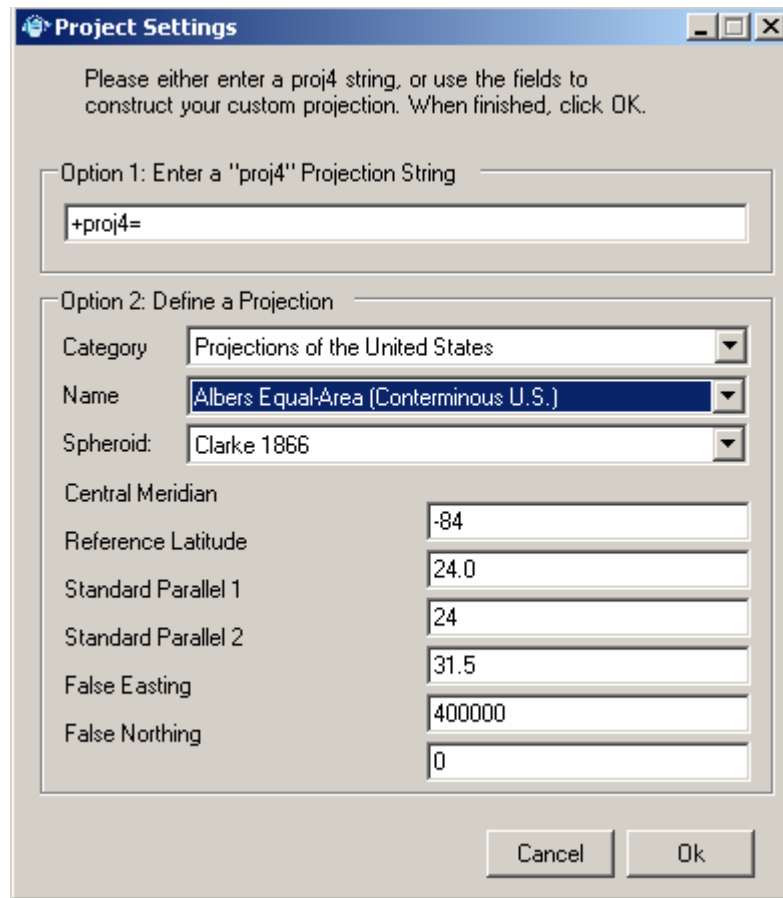 Project Settings
Please either enter a proj4 string, or use the fields to
construct your custom projection. When finished, click OK.
Option 1: Enter a "proj4" Projection String
+proj4=
Option 2: Define a Projection
Category Projections of the United States
Name Albers Equal-Area (Conterminous U.S.)
Spheroid: Clarke 1866
Central Meridian
-84
Reference Latitude
24.0
Standard Parallel 1
24
Standard Parallel 2
31.5
False Easting
400000
False Northing
0
Cancel Ok